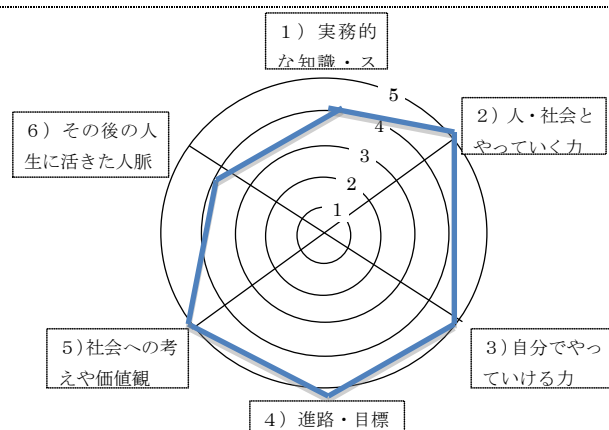 1）実務的
な知識・ス
5
4
3
2
1
2）人・社会と
やっていく力
6）その後の人
生に活きた人脈
5)社会への考
えや価値観
3)自分でやっ
ていける力
4）進路・目標